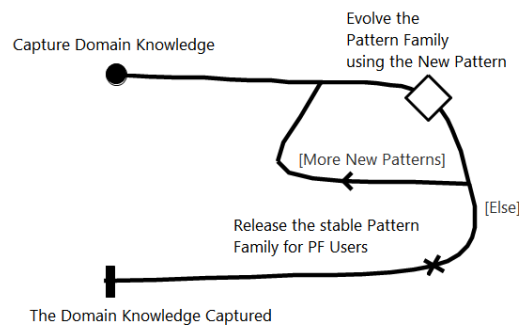 Evolve the
Capture Domain Knowledge
Pattern Family
using the New Pattern
[More New Patterns]
[Else]
Release the stable Pattern
Family for PF Users
The Domain Knowledge Captured